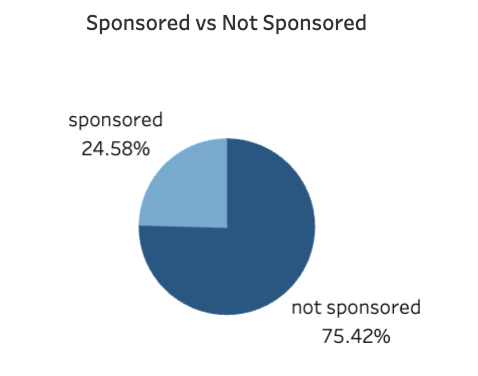 Sponsored vs Not Sponsored
sponsored
24.58%
not sponsored
75.42%